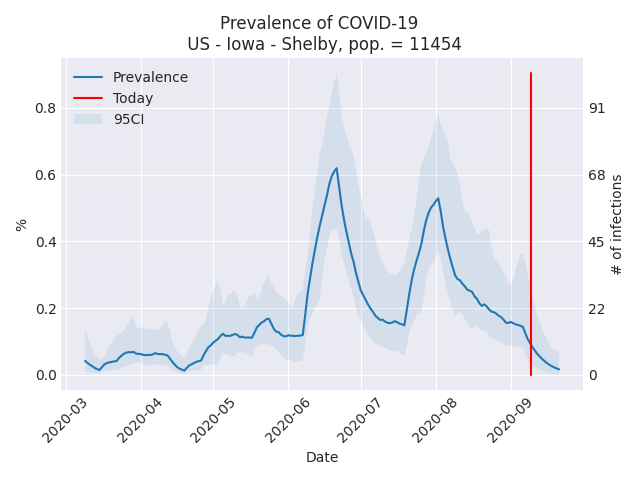 Prevalence of COVID-19
US - Iowa - Shelby, pop. = 11454
Prevalence
Today
95CI
%
0.8
0.6
0.4
0.2
0.0
91
68
45
22
0
# of infections
2020-03
2020-04
2020-05
2020-06
2020-07
2020-08
2020-09
Date